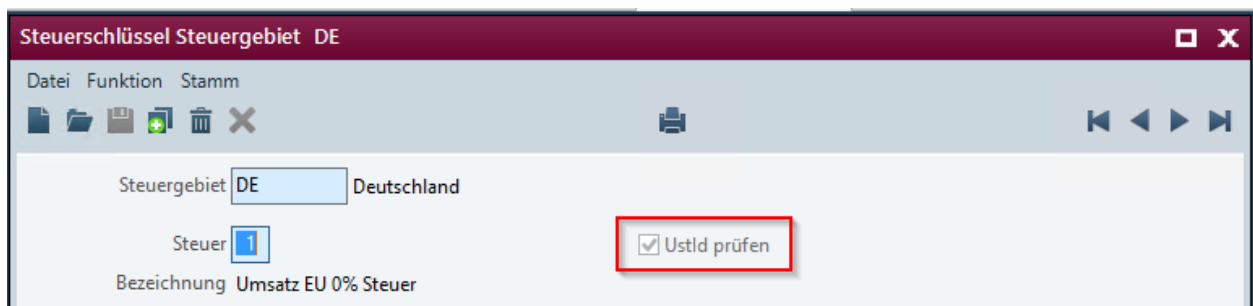 Steuerschlüssel Steuergebiet DE
Datei Funktion Stamm
Steuergebiet DE Deutschland
Steuer 1 UstId prüfen
Bezeichnung Umsatz EU 0% Steuer